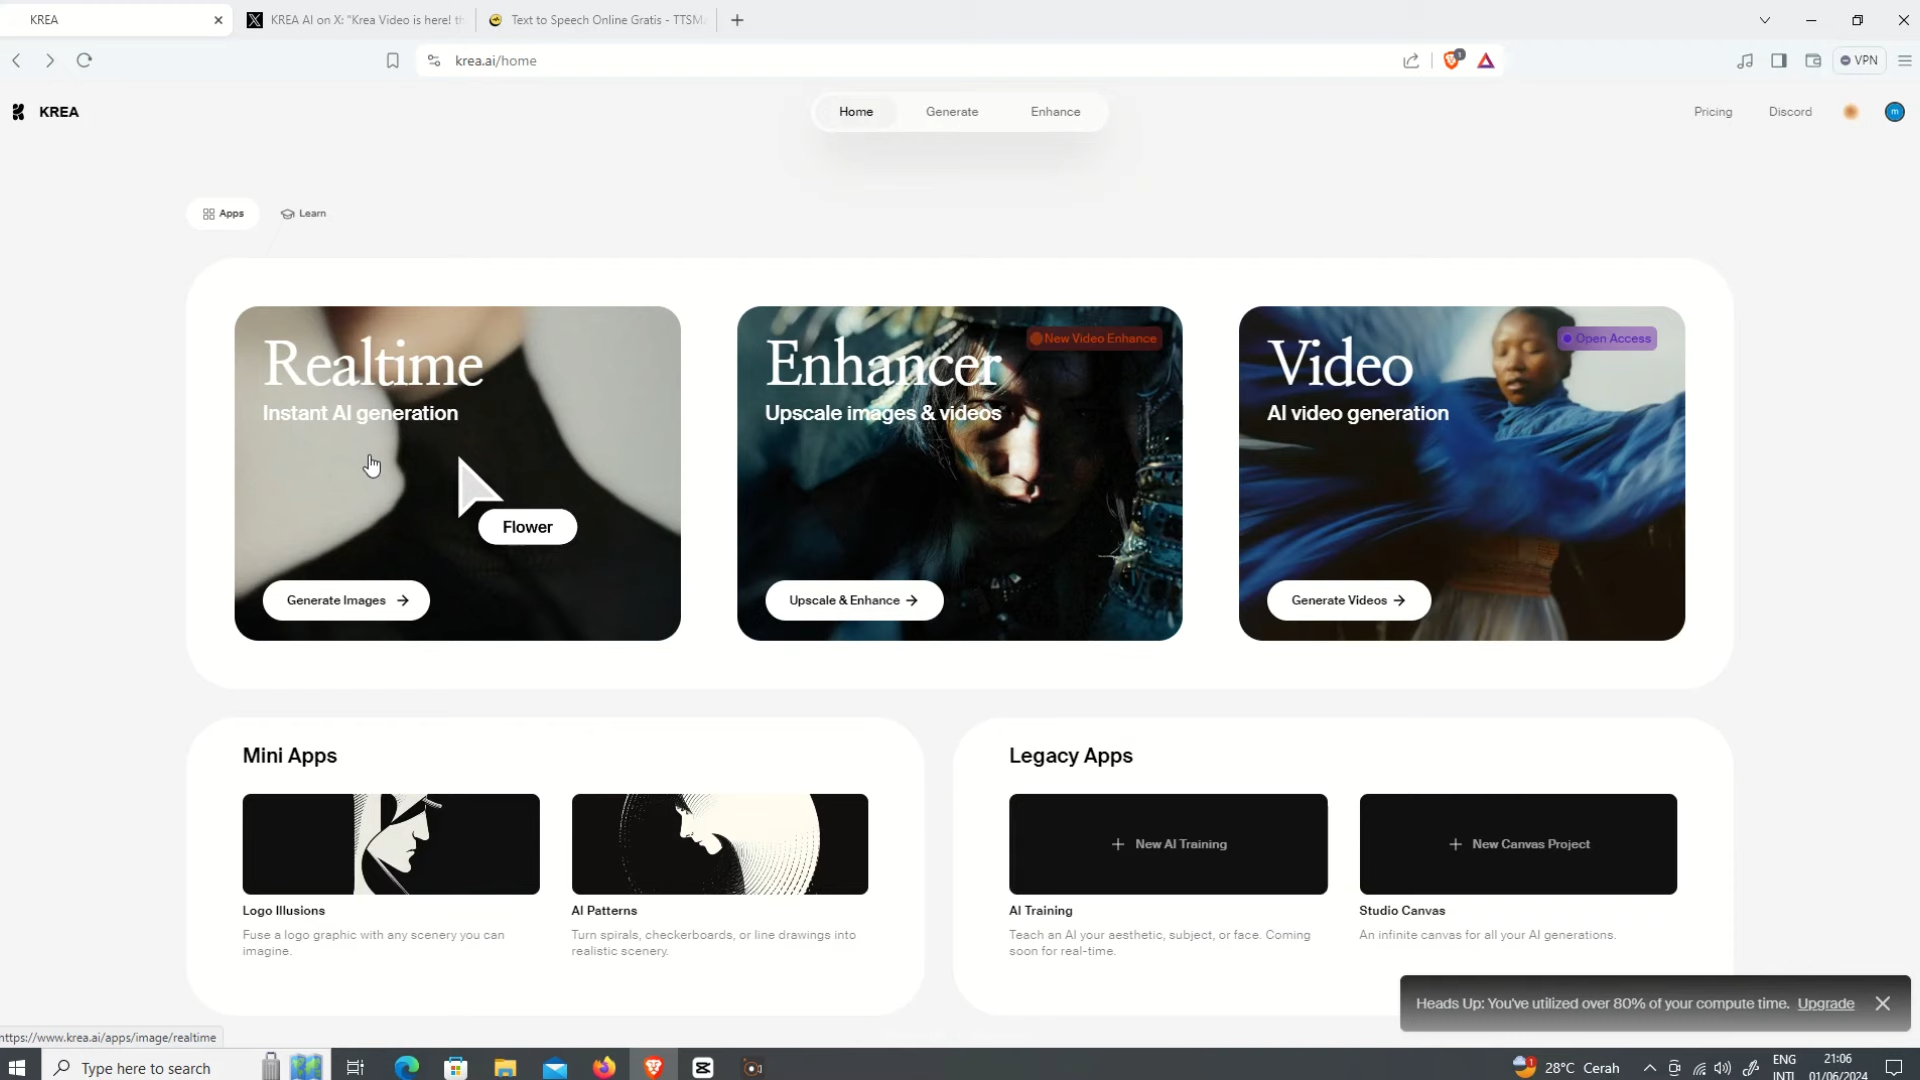 KREA
KREA AI on X: "Krea Video is here! th
Text to Speech Online Gratis - TTSMa
krea.ai/home
1
VPN
KREA
Home
Generate
Enhance
Pricing
Discord
m
Apps
Learn
Realtime
Instant AI generation
Flower
Generate Images
Enhancer
New Video Enhance
Upscale images & videos
Upscale & Enhance
Video
Open Access
AI video generation
Generate Videos
Mini Apps
Logo Illusions
Fuse a logo graphic with any scenery you can
imagine.
AI Patterns
Turn spirals, checkerboards, or line drawings into
realistic scenery.
Legacy Apps
New AI Training
AI Training
Teach an AI your aesthetic, subject, or face. Coming
soon for real-time.
New Canvas Project
Studio Canvas
An infinite canvas for all your AI generations.
Heads Up: You've utilized over 80% of your compute time. Upgrade
https://www.krea.ai/apps/image/realtime
Type here to search
1
28°C Cerah
ENG
INTL
21:06
01/06/2024